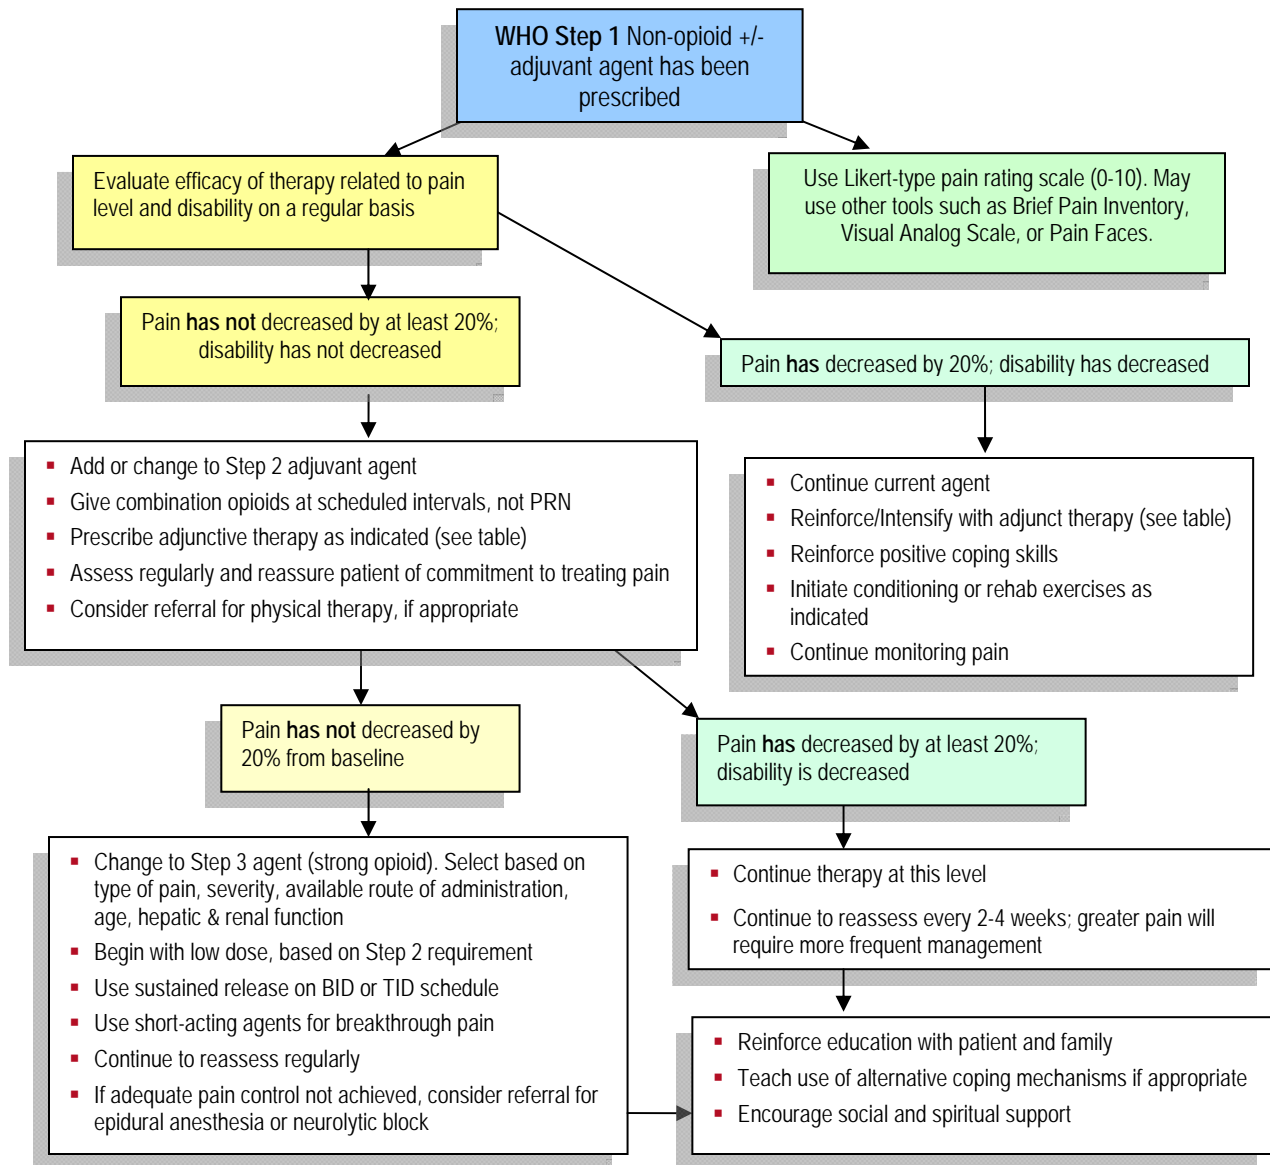 WHO Step 1 Non-opioid +/-
adjuvant agent has been
prescribed
Evaluate efficacy of therapy related to pain
level and disability on a regular basis
Use Likert-type pain rating scale (0-10). May
use other tools such as Brief Pain Inventory,
Visual Analog Scale, or Pain Faces.
Pain has not decreased by at least 20%;
disability has not decreased
Pain has decreased by 20%; disability has decreased
▪ Add or change to Step 2 adjuvant agent
▪ Give combination opioids at scheduled intervals, not PRN
▪ Prescribe adjunctive therapy as indicated (see table)
▪ Assess regularly and reassure patient of commitment to treating pain
▪ Consider referral for physical therapy, if appropriate
▪ Continue current agent
▪ Reinforce/Intensify with adjunct therapy (see table)
▪ Reinforce positive coping skills
▪ Initiate conditioning or rehab exercises as
indicated
▪ Continue monitoring pain
Pain has not decreased by
20% from baseline
Pain has decreased by at least 20%;
disability is decreased
▪ Change to Step 3 agent (strong opioid). Select based on
type of pain, severity, available route of administration,
age, hepatic & renal function
▪ Begin with low dose, based on Step 2 requirement
▪ Use sustained release on BID or TID schedule
▪ Use short-acting agents for breakthrough pain
▪ Continue to reassess regularly
▪ If adequate pain control not achieved, consider referral for
epidural anesthesia or neurolytic block
▪ Continue therapy at this level
▪ Continue to reassess every 2-4 weeks; greater pain will
require more frequent management
▪ Reinforce education with patient and family
▪ Teach use of alternative coping mechanisms if appropriate
▪ Encourage social and spiritual support